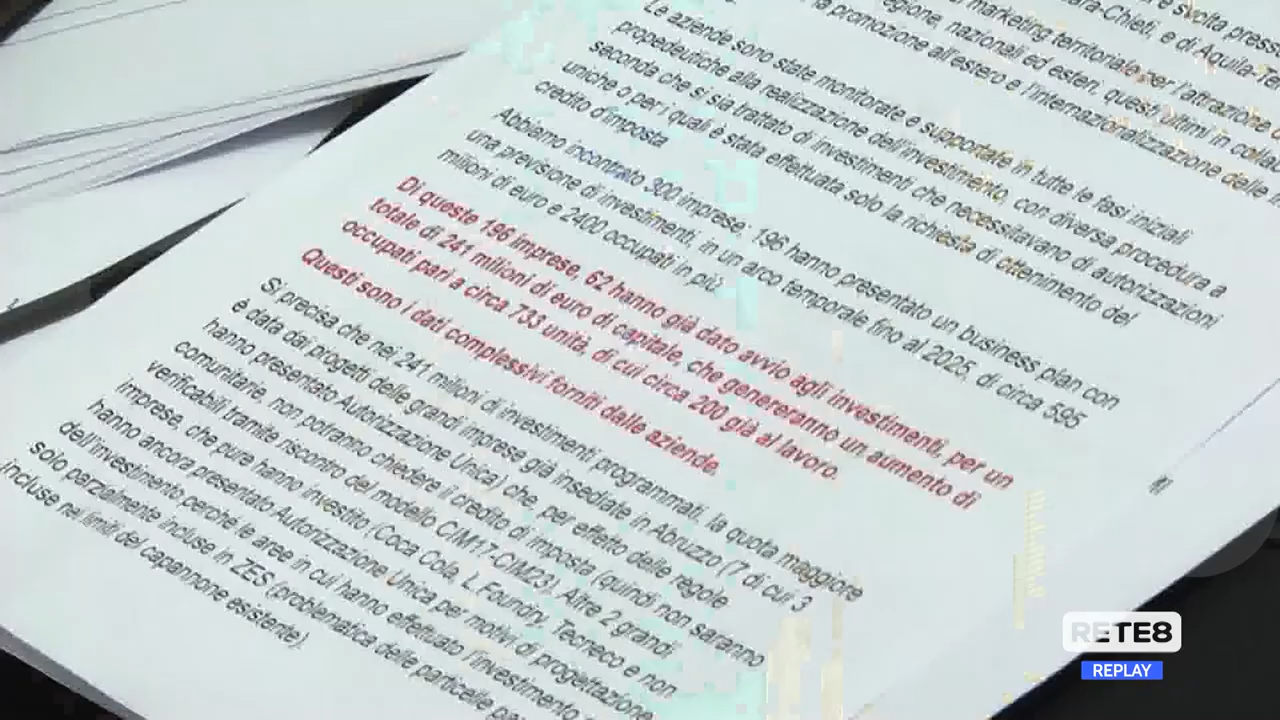 è svolta presso
marketing territoriale per l'attrazione
regione, nazionali ed esteri, questi ultimi in
la promozione all'estero e l'internazionalizzazione delle
Le aziende sono state monitorate e supportate in tutte le fasi iniziali
propedeutiche alla realizzazione dell'investimento, con diversa procedura a
seconda che si sia trattato di investimenti che necessitavano di autorizzazioni
uniche o per i quali è stata effettuata solo la richiesta di ottenimento del
credito d'imposta
Abbiamo incontrato 300 imprese; 196 hanno presentato un business plan con
una previsione di investimenti, in un arco temporale fino al 2025, di circa 595
milioni di euro e 2400 occupati in più
Di queste 196 imprese, 62 hanno già dato avvio agli investimenti, per un
totale di 241 milioni di euro di capitale, che genereranno un aumento di
occupati pari a circa 733 unità, di cui circa 200 già al lavoro.
Questi sono i dati complessivi forniti dalle aziende.
Si precisa che nei 241 milioni di investimenti programmati, la quota maggiore
è data dai progetti delle grandi imprese già insediate in Abruzzo (7 di cui 3
hanno presentato Autorizzazione Unica) che, per effetto delle regole
comunitarie, non potranno chiedere il credito di imposta (quindi non saranno
verificabili tramite riscontro del modello CIM17-CIM23). Altre 2 grandi
imprese, che pure hanno investito (Coca Cola, L Foundry, Tecreco e non
hanno ancora presentato Autorizzazione Unica per motivi di progettazione
dell'investimento perché le aree in cui hanno effettuato l'investimento
solo parzialmente incluse in ZES (problematica delle particelle
incluse nei limiti del capannone esistente)
RETE8
REPLAY